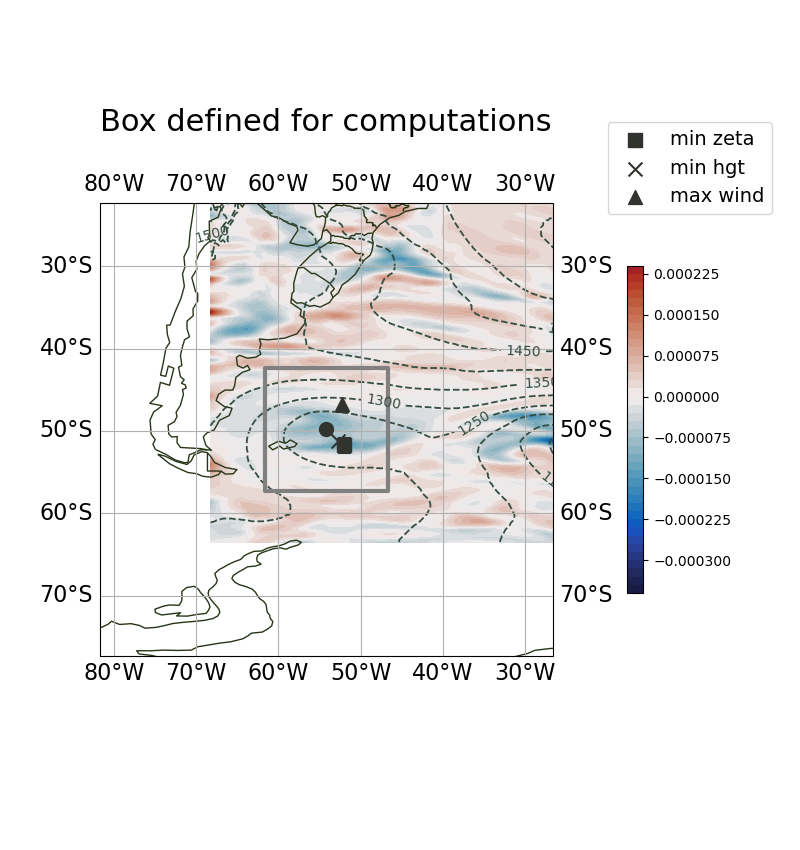 Box defined for computations
min zeta
min hgt
max wind
80°W 70°W 60°W 50°W 40°W 30°W
1500
30°S 30°S
0.000225
0.000150
40°S 1450 40°S
0.000075
1350
1300
0.000000
1250
50°S 50°S
−0.000075
−0.000150
60°S 60°S
−0.000225
−0.000300
70°S 70°S
80°W 70°W 60°W 50°W 40°W 30°W